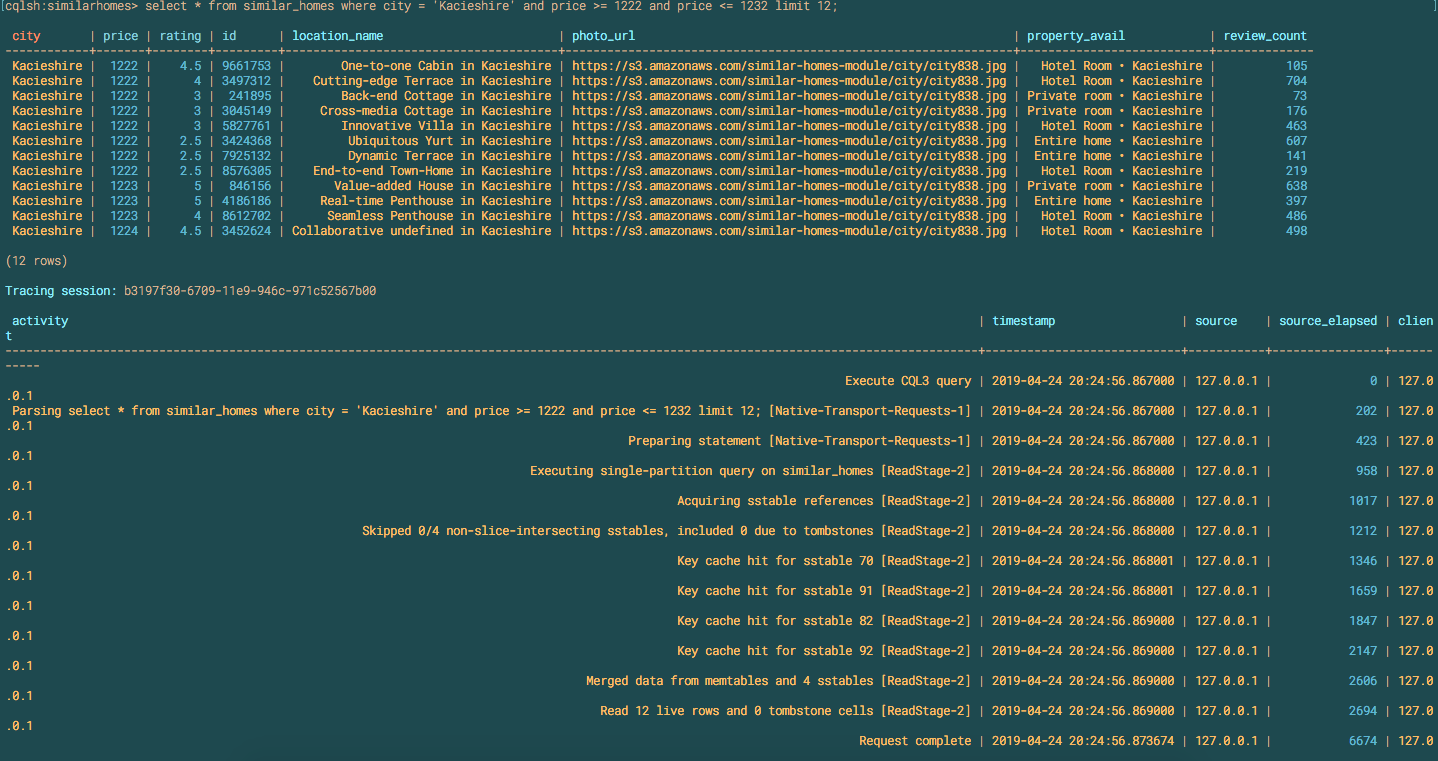 [cqlsh:similarhomes> select * from similar_homes where city = 'Kacieshire' and price >= 1222 and price <= 1232 limit 12; ]
city | price | rating | id | location_name | photo_url | property_avail | review_count
------------+-------+--------+---------+---------------------------------------+----------------------------------------------------------------+---------------------------+--------------
Kacieshire | 1222 | 4.5 | 9661753 | One-to-one Cabin in Kacieshire | https://s3.amazonaws.com/similar-homes-module/city/city838.jpg | Hotel Room • Kacieshire | 105
Kacieshire | 1222 | 4 | 3497312 | Cutting-edge Terrace in Kacieshire | https://s3.amazonaws.com/similar-homes-module/city/city838.jpg | Hotel Room • Kacieshire | 704
Kacieshire | 1222 | 3 | 241895 | Back-end Cottage in Kacieshire | https://s3.amazonaws.com/similar-homes-module/city/city838.jpg | Private room • Kacieshire | 73
Kacieshire | 1222 | 3 | 3045149 | Cross-media Cottage in Kacieshire | https://s3.amazonaws.com/similar-homes-module/city/city838.jpg | Private room • Kacieshire | 176
Kacieshire | 1222 | 3 | 5827761 | Innovative Villa in Kacieshire | https://s3.amazonaws.com/similar-homes-module/city/city838.jpg | Hotel Room • Kacieshire | 463
Kacieshire | 1222 | 2.5 | 3424368 | Ubiquitous Yurt in Kacieshire | https://s3.amazonaws.com/similar-homes-module/city/city838.jpg | Entire home • Kacieshire | 607
Kacieshire | 1222 | 2.5 | 7925132 | Dynamic Terrace in Kacieshire | https://s3.amazonaws.com/similar-homes-module/city/city838.jpg | Entire home • Kacieshire | 141
Kacieshire | 1222 | 2.5 | 8576305 | End-to-end Town-Home in Kacieshire | https://s3.amazonaws.com/similar-homes-module/city/city838.jpg | Hotel Room • Kacieshire | 219
Kacieshire | 1223 | 5 | 846156 | Value-added House in Kacieshire | https://s3.amazonaws.com/similar-homes-module/city/city838.jpg | Private room • Kacieshire | 638
Kacieshire | 1223 | 5 | 4186186 | Real-time Penthouse in Kacieshire | https://s3.amazonaws.com/similar-homes-module/city/city838.jpg | Entire home • Kacieshire | 397
Kacieshire | 1223 | 4 | 8612702 | Seamless Penthouse in Kacieshire | https://s3.amazonaws.com/similar-homes-module/city/city838.jpg | Hotel Room • Kacieshire | 486
Kacieshire | 1224 | 4.5 | 3452624 | Collaborative undefined in Kacieshire | https://s3.amazonaws.com/similar-homes-module/city/city838.jpg | Hotel Room • Kacieshire | 498
(12 rows)
Tracing session: b3197f30-6709-11e9-946c-971c52567b00
activity | timestamp | source | source_elapsed | clien
t
-----------------------------------------------------------------------------------------------------------------------------------------+----------------------------+-----------+----------------+------
-----
Execute CQL3 query | 2019-04-24 20:24:56.867000 | 127.0.0.1 | 0 | 127.0
.0.1
Parsing select * from similar_homes where city = 'Kacieshire' and price >= 1222 and price <= 1232 limit 12; [Native-Transport-Requests-1] | 2019-04-24 20:24:56.867000 | 127.0.0.1 | 202 | 127.0
.0.1
Preparing statement [Native-Transport-Requests-1] | 2019-04-24 20:24:56.867000 | 127.0.0.1 | 423 | 127.0
.0.1
Executing single-partition query on similar_homes [ReadStage-2] | 2019-04-24 20:24:56.868000 | 127.0.0.1 | 958 | 127.0
.0.1
Acquiring sstable references [ReadStage-2] | 2019-04-24 20:24:56.868000 | 127.0.0.1 | 1017 | 127.0
.0.1
Skipped 0/4 non-slice-intersecting sstables, included 0 due to tombstones [ReadStage-2] | 2019-04-24 20:24:56.868000 | 127.0.0.1 | 1212 | 127.0
.0.1
Key cache hit for sstable 70 [ReadStage-2] | 2019-04-24 20:24:56.868001 | 127.0.0.1 | 1346 | 127.0
.0.1
Key cache hit for sstable 91 [ReadStage-2] | 2019-04-24 20:24:56.868001 | 127.0.0.1 | 1659 | 127.0
.0.1
Key cache hit for sstable 82 [ReadStage-2] | 2019-04-24 20:24:56.869000 | 127.0.0.1 | 1847 | 127.0
.0.1
Key cache hit for sstable 92 [ReadStage-2] | 2019-04-24 20:24:56.869000 | 127.0.0.1 | 2147 | 127.0
.0.1
Merged data from memtables and 4 sstables [ReadStage-2] | 2019-04-24 20:24:56.869000 | 127.0.0.1 | 2606 | 127.0
.0.1
Read 12 live rows and 0 tombstone cells [ReadStage-2] | 2019-04-24 20:24:56.869000 | 127.0.0.1 | 2694 | 127.0
.0.1
Request complete | 2019-04-24 20:24:56.873674 | 127.0.0.1 | 6674 | 127.0